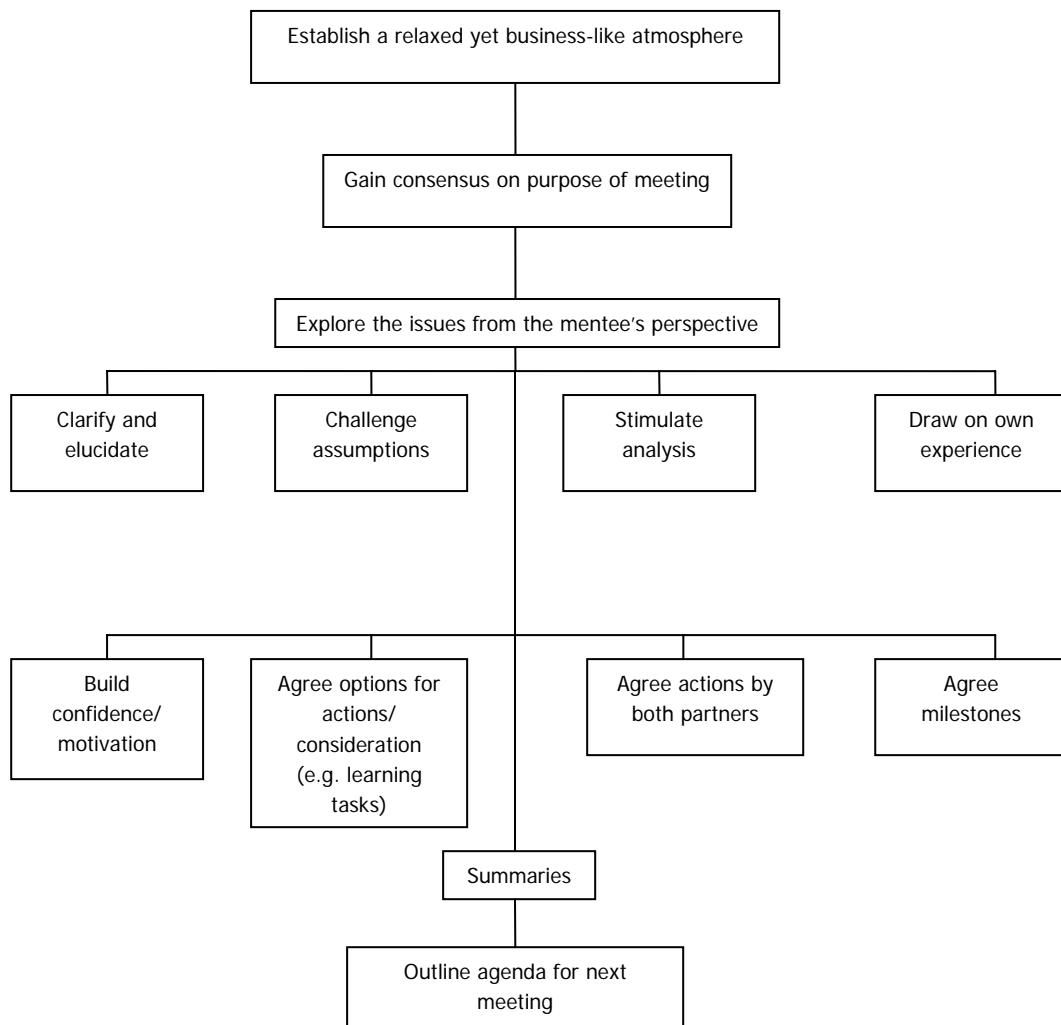 Establish a relaxed yet business-like atmosphere
Gain consensus on purpose of meeting
Explore the issues from the mentee's perspective
Clarify and
elucidate
Challenge
assumptions
Stimulate
analysis
Draw on own
experience
Build
confidence/
motivation
Agree options for
actions/
consideration
(e.g. learning
tasks)
Agree actions by
both partners
Agree
milestones
Summaries
Outline agenda for next
meeting